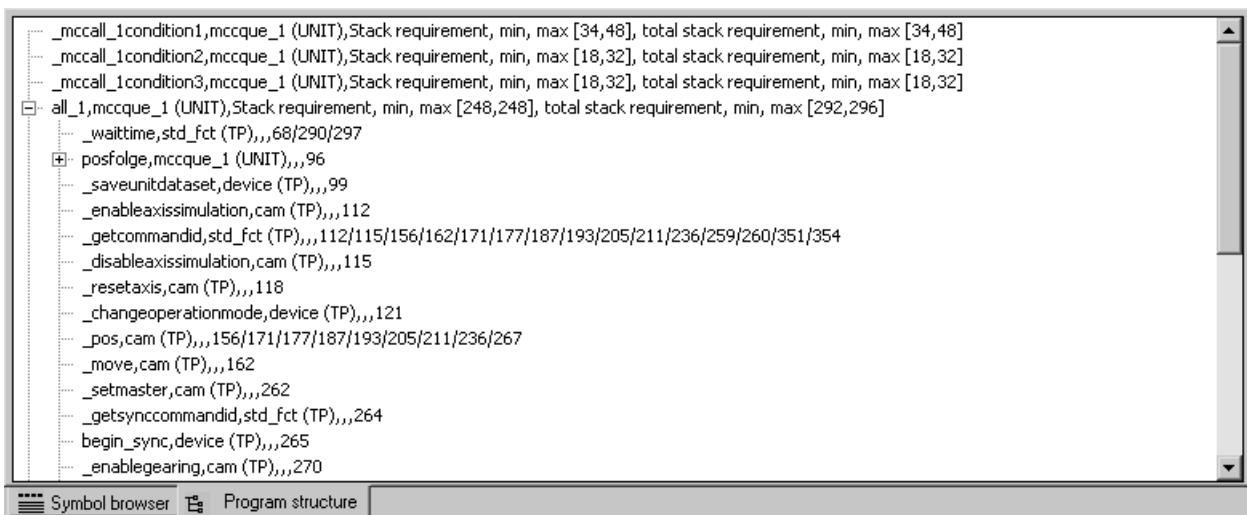 _mccall_1condition1,mccque_1 (UNIT),Stack requirement, min, max [34,48], total stack requirement, min, max [34,48]
_mccall_1condition2,mccque_1 (UNIT),Stack requirement, min, max [18,32], total stack requirement, min, max [18,32]
_mccall_1condition3,mccque_1 (UNIT),Stack requirement, min, max [18,32], total stack requirement, min, max [18,32]
all_1,mccque_1 (UNIT),Stack requirement, min, max [248,248], total stack requirement, min, max [292,296]
_waittime,std_fct (TP),,,68/290/297
posfolge,mccque_1 (UNIT),,,96
_saveunitdataset,device (TP),,,99
_enableaxissimulation,cam (TP),,,112
_getcommandid,std_fct (TP),,,112/115/156/162/171/177/187/193/205/211/236/259/260/351/354
_disableaxissimulation,cam (TP),,,115
_resetaxis,cam (TP),,,118
_changeoperationmode,device (TP),,,121
_pos,cam (TP),,,156/171/177/187/193/205/211/236/267
_move,cam (TP),,,162
_setmaster,cam (TP),,,262
_getsynccommandid,std_fct (TP),,,264
begin_sync,device (TP),,,265
_enablegearing,cam (TP),,,270
Symbol browser Program structure